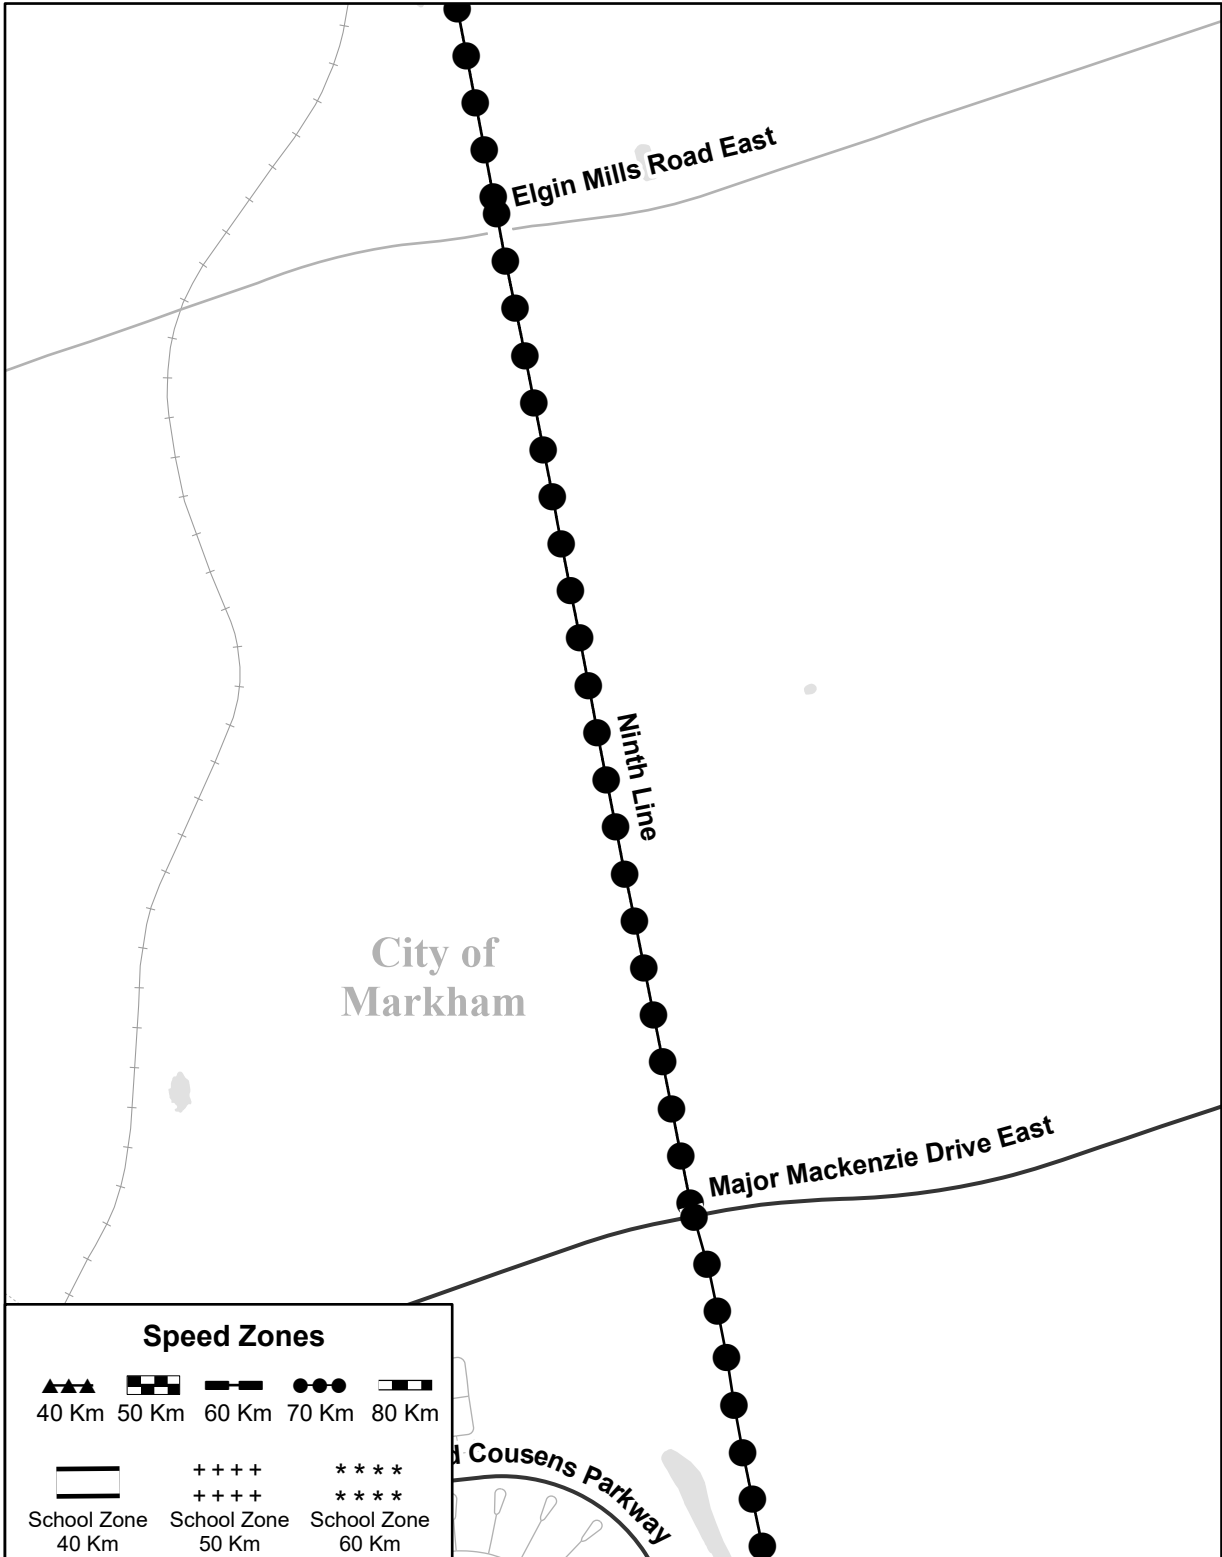 Elgin Mills Road East
Ninth Line
City of
Markham
Major Mackenzie Drive East
Speed Zones
40 Km 50 Km 60 Km 70 Km 80 Km
School Zone School Zone School Zone
40 Km 50 Km 60 Km
d Cousens Parkway